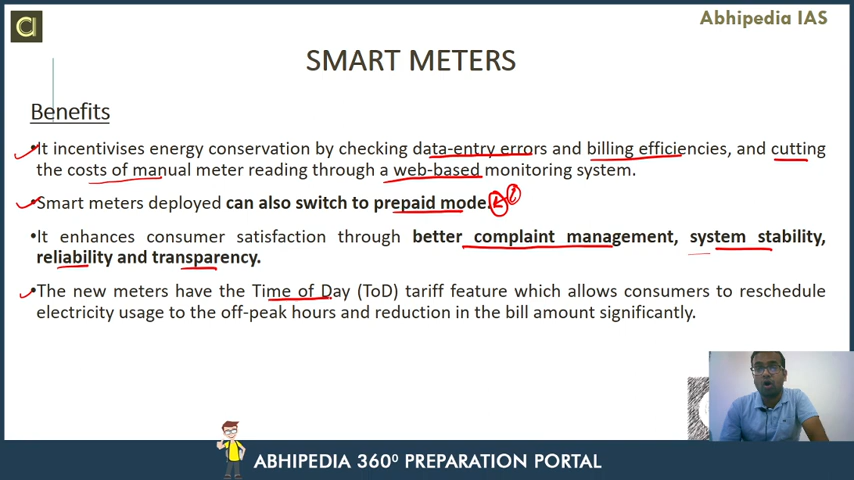 Abhipedia IAS
SMART METERS
Benefits
•It incentivises energy conservation by checking data-entry errors and billing efficiencies, and cutting
the costs of manual meter reading through a web-based monitoring system.
•Smart meters deployed can also switch to prepaid mode.
•It enhances consumer satisfaction through better complaint management, system stability,
reliability and transparency.
•The new meters have the Time of Day (ToD) tariff feature which allows consumers to reschedule
electricity usage to the off-peak hours and reduction in the bill amount significantly.
ABHIPEDIA 360⁰ PREPARATION PORTAL